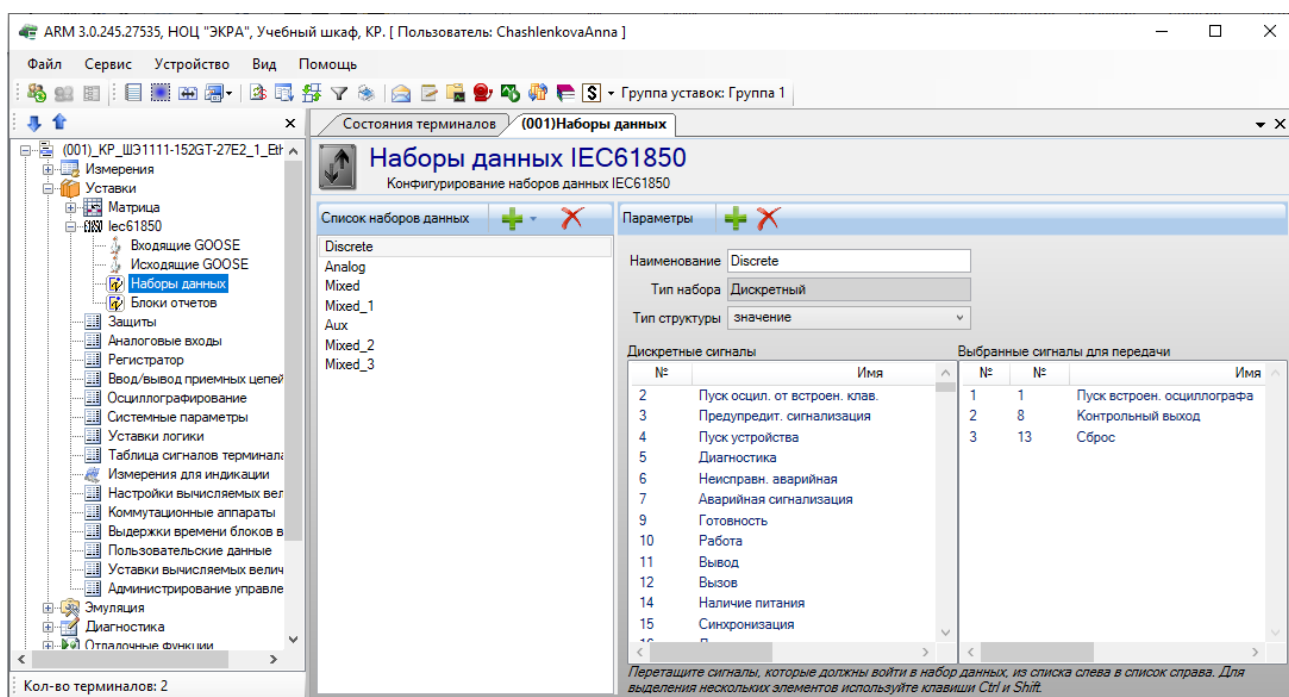 ARM 3.0.245.27535, НОЦ "ЭКРА", Учебный шкаф, КР. [ Пользователь: ChashlenkovaAnna ]
Файл Сервис Устройство Вид Помощь
Группа уставок: Группа 1
(001)_КР_ШЭ1111-152GT-27E2_1_Eth
Измерения
Уставки
Матрица
Iec61850
Входящие GOOSE
Исходящие GOOSE
Наборы данных
Блоки отчетов
Защиты
Аналоговые входы
Регистратор
Ввод/вывод приемных цепей
Осциллографирование
Системные параметры
Уставки логики
Таблица сигналов терминала
Измерения для индикации
Настройки вычисляемых вел
Коммутационные аппараты
Выдержки времени блоков в
Пользовательские данные
Уставки вычисляемых велич
Администрирование управле
Эмуляция
Диагностика
Отладочные функции
Кол-во терминалов: 2
Состояния терминалов (001)Наборы данных
Наборы данных IEC61850
Конфигурирование наборов данных IEC61850
Список наборов данных
Discrete
Analog
Mixed
Mixed_1
Aux
Mixed_2
Mixed_3
Параметры
Наименование Discrete
Тип набора Дискретный
Тип структуры значение
Дискретные сигналы
№ Имя
2 Пуск осцил. от встроен. клав.
3 Предупредит. сигнализация
4 Пуск устройства
5 Диагностика
6 Неисправн. аварийная
7 Аварийная сигнализация
9 Готовность
10 Работа
11 Вывод
12 Вызов
14 Наличие питания
15 Синхронизация
Выбранные сигналы для передачи
№ № Имя
1 1 Пуск встроен. осциллографа
2 8 Контрольный выход
3 13 Сброс
Перетащите сигналы, которые должны войти в набор данных, из списка слева в список справа. Для
выделения нескольких элементов используйте клавиши Ctrl и Shift.